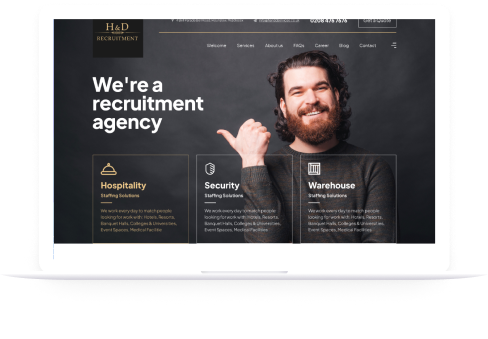 H&D
RECRUITMENT
0208 476 7676
Get a Quote
Welcome Services About us FAQs Career Blog Contact
We're a
recruitment
agency
Hospitality
Staffing Solutions
We work every day to match people
looking for work with: Hotels, Resorts,
Banquet Halls, Colleges & Universities,
Event Spaces, Medical Facilities.
Security
Staffing Solutions
We work every day to match people
looking for work with: Hotels, Resorts,
Banquet Halls, Colleges & Universities,
Event Spaces, Medical Facilities.
Warehouse
Staffing Solutions
We work every day to match people
looking for work with: Hotels, Resorts,
Banquet Halls, Colleges & Universities,
Event Spaces, Medical Facilities.